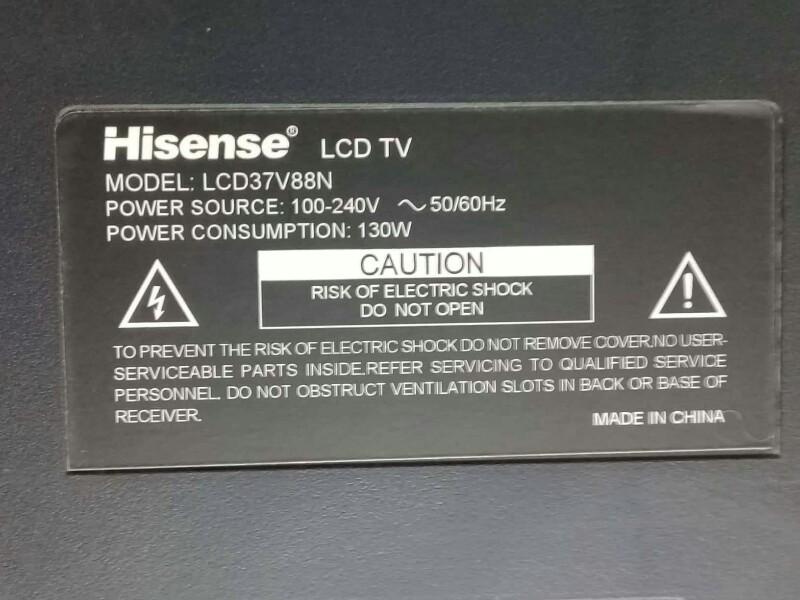 Hisense® LCD TV
MODEL: LCD37V88N
POWER SOURCE: 100-240V ～50/60Hz
POWER CONSUMPTION: 130W
CAUTION
RISK OF ELECTRIC SHOCK
DO NOT OPEN
TO PREVENT THE RISK OF ELECTRIC SHOCK DO NOT REMOVE COVER.NO USER-
SERVICEABLE PARTS INSIDE.REFER SERVICING TO QUALIFIED SERVICE
PERSONNEL. DO NOT OBSTRUCT VENTILATION SLOTS IN BACK OR BASE OF
RECEIVER.
MADE IN CHINA